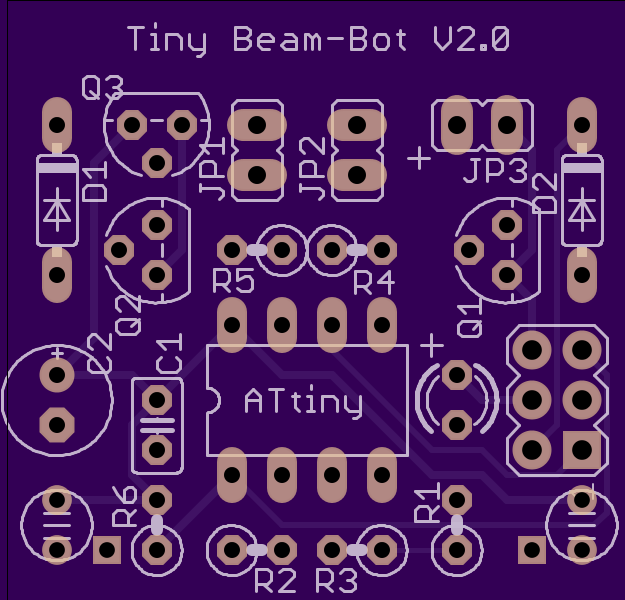 Tiny Beam-Bot V2.0
Q3
JP1
JP2
+
JP3
D1
D2
R5
R4
Q2
Q1
+
C2
C1
+
ATtiny
R6
R1
R2
R3